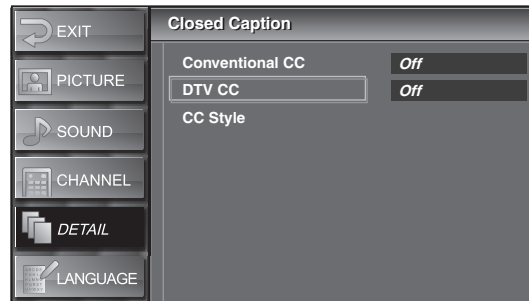 EXIT
PICTURE
SOUND
CHANNEL
DETAIL
LANGUAGE
Closed Caption
Conventional CC Off
DTV CC Off
CC Style